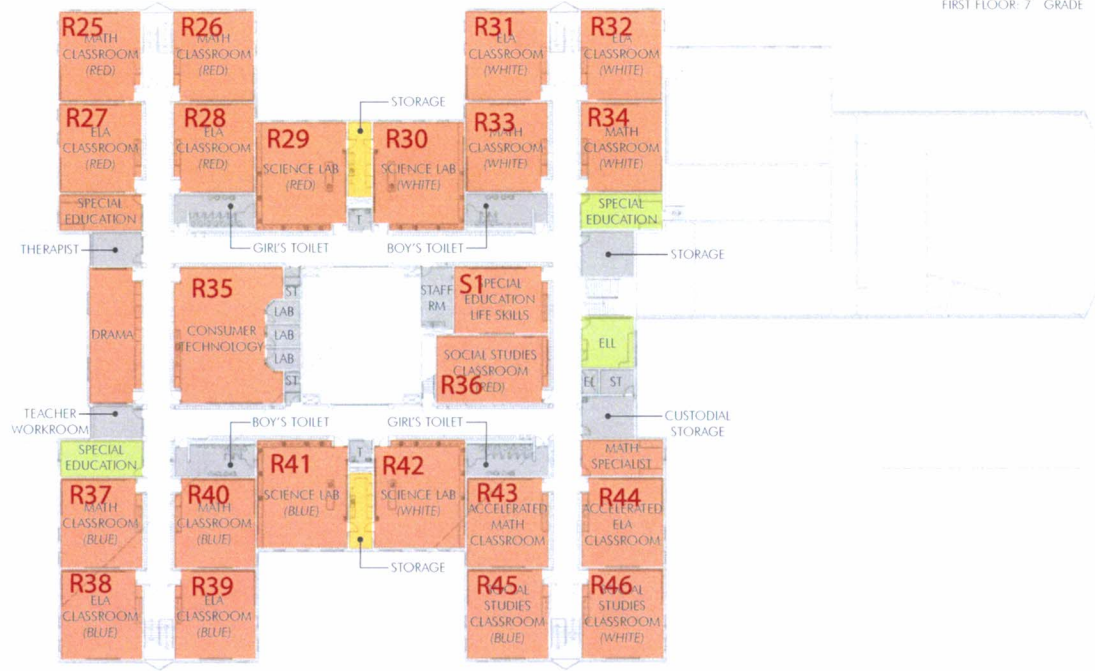 FIRST FLOOR: 7 GRADE
R25
MATH
CLASSROOM
(RED)
R26
MATH
CLASSROOM
(RED)
R31
ELA
CLASSROOM
(WHITE)
R32
ELA
CLASSROOM
(WHITE)
STORAGE
R27
ELA
CLASSROOM
(RED)
R28
ELA
CLASSROOM
(RED)
R29
SCIENCE LAB
(RED)
R30
SCIENCE LAB
(WHITE)
R33
MATH
CLASSROOM
(WHITE)
R34
MATH
CLASSROOM
(WHITE)
SPECIAL
EDUCATION
T
SPECIAL
EDUCATION
THERAPIST
GIRL'S TOILET
BOY'S TOILET
STORAGE
DRAMA
R35
CONSUMER
TECHNOLOGY
ST
LAB
LAB
LAB
ST
STAFF
RM
S1
SPECIAL
EDUCATION
LIFE SKILLS
SOCIAL STUDIES
CLASSROOM
R36
(RED)
ELL
EL
ST
TEACHER
WORKROOM
BOY'S TOILET
GIRL'S TOILET
CUSTODIAL
STORAGE
SPECIAL
EDUCATION
T
MATH
SPECIALIST
R37
MATH
CLASSROOM
(BLUE)
R40
MATH
CLASSROOM
(BLUE)
R41
SCIENCE LAB
(BLUE)
R42
SCIENCE LAB
(WHITE)
R43
ACCELERATED
MATH
CLASSROOM
R44
ACCELERATED
ELA
CLASSROOM
STORAGE
R38
ELA
CLASSROOM
(BLUE)
R39
ELA
CLASSROOM
(BLUE)
R45
SOCIAL
STUDIES
CLASSROOM
(BLUE)
R46
SOCIAL
STUDIES
CLASSROOM
(WHITE)